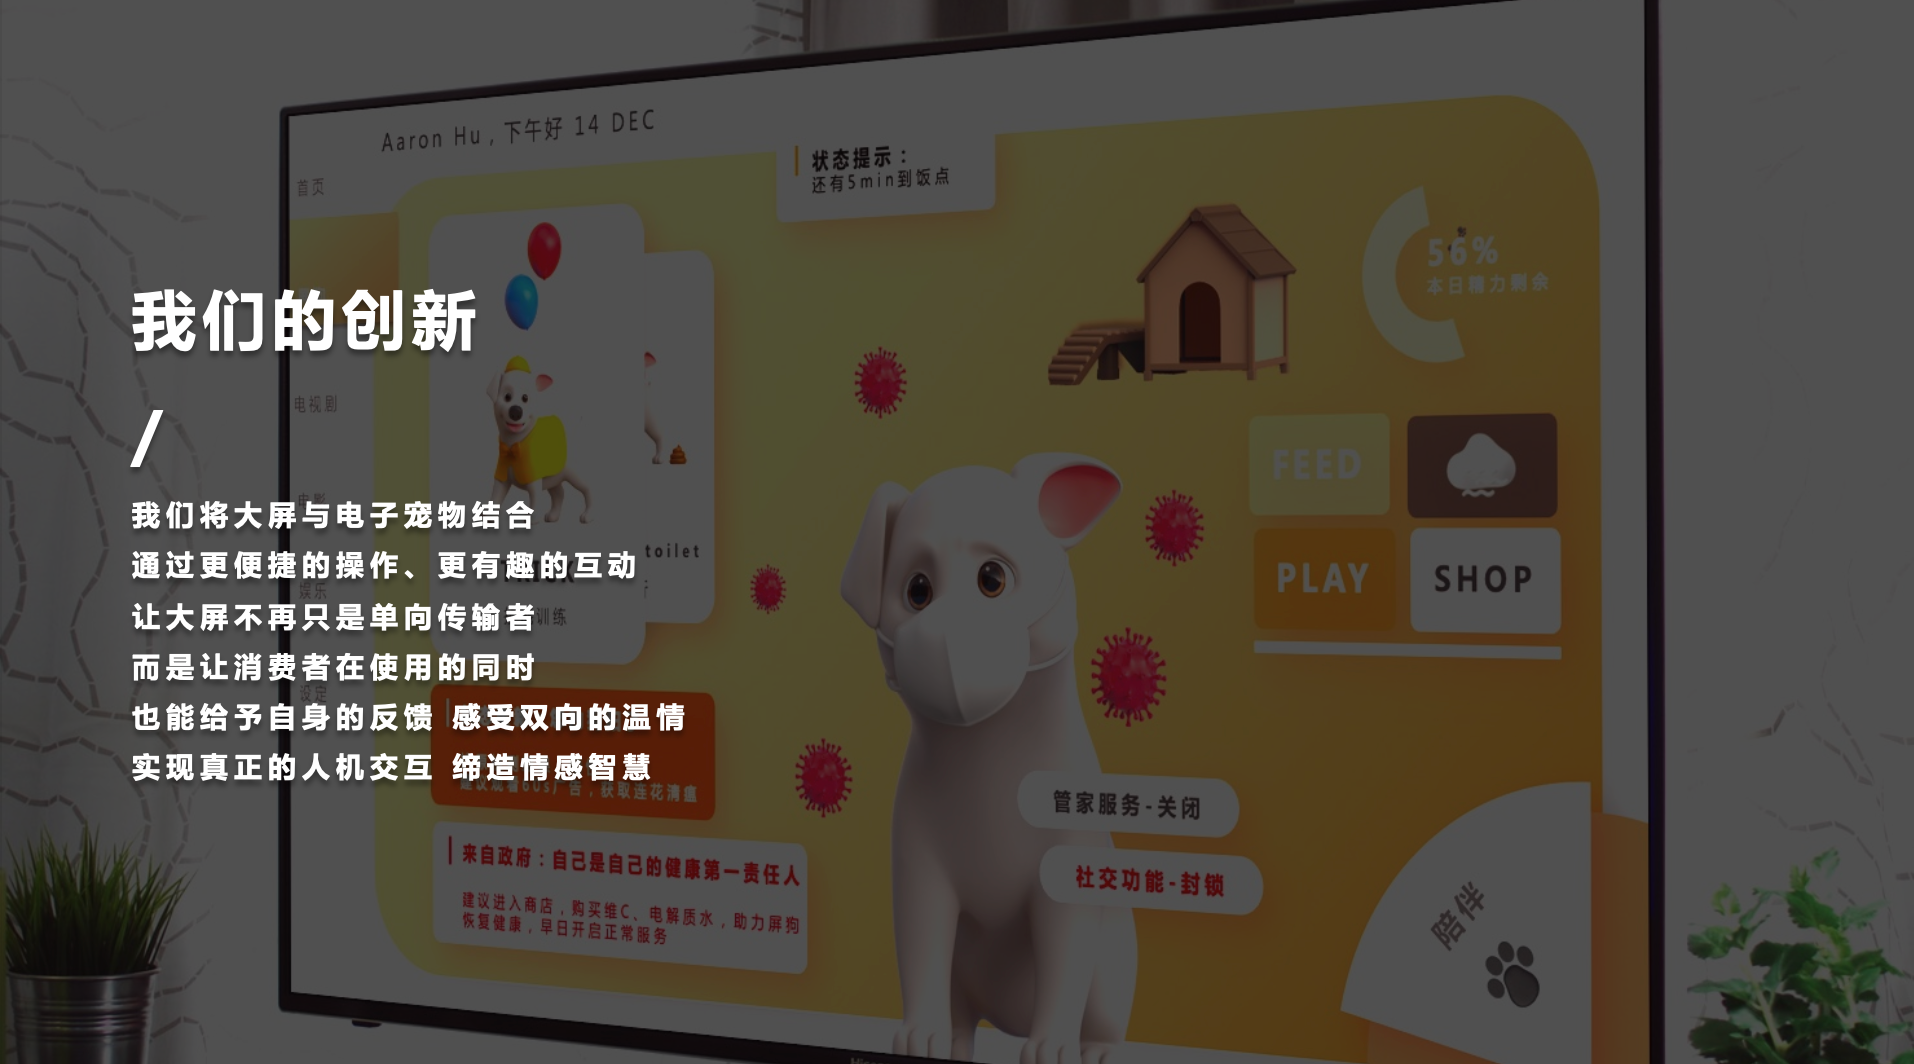 我们的创新
/
我们将大屏与电子宠物结合
通过更便捷的操作、更有趣的互动
让大屏不再只是单向传输者
而是让消费者在使用的同时
也能给予自身的反馈 感受双向的温情
实现真正的人机交互 缔造情感智慧
Aaron Hu，下午好 14 DEC
首页
电视剧
电影
娱乐
设定
状态提示：
还有5min到饭点
56%
本日精力剩余
toilet
训练
FEED
PLAY
SHOP
建议观看60s广告，获取连花清瘟
来自政府：自己是自己的健康第一责任人
建议进入商店，购买维C、电解质水，助力屏狗
恢复健康，早日开启正常服务
管家服务-关闭
社交功能-封锁
陪伴